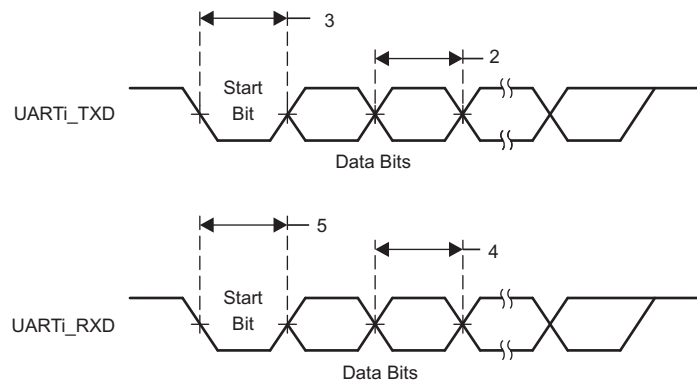 3
2
Start
Bit
UARTi_TXD
Data Bits
5
4
Start
Bit
UARTi_RXD
Data Bits